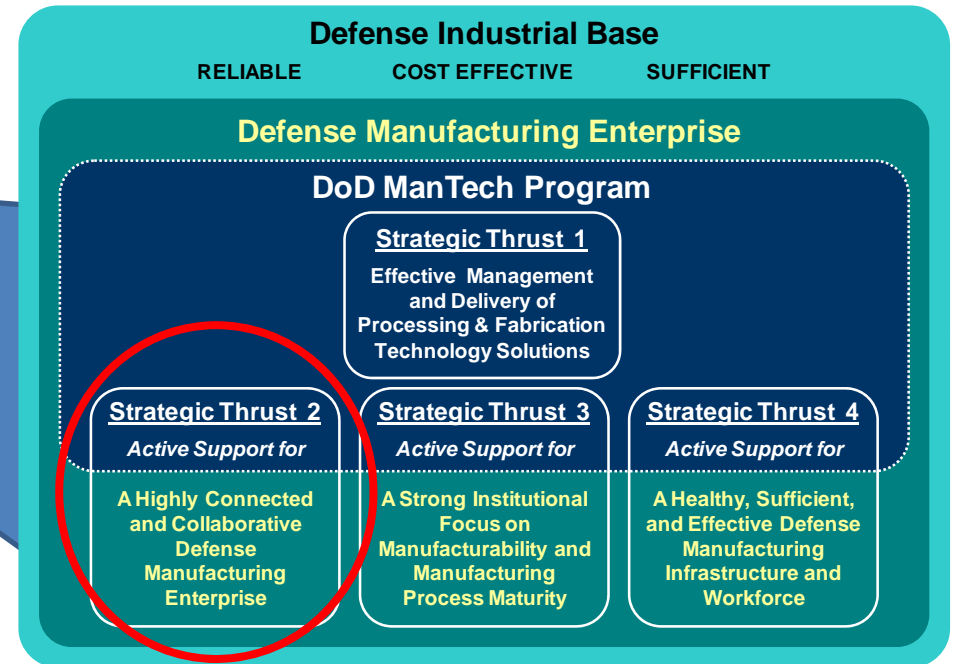 Defense Industrial Base
RELIABLE COST EFFECTIVE SUFFICIENT
Defense Manufacturing Enterprise
DoD ManTech Program
Strategic Thrust 1
Effective Management
and Delivery of
Processing & Fabrication
Technology Solutions
Strategic Thrust 2
Active Support for
A Highly Connected
and Collaborative
Defense
Manufacturing
Enterprise
Strategic Thrust 3
Active Support for
A Strong Institutional
Focus on
Manufacturability and
Manufacturing
Process Maturity
Strategic Thrust 4
Active Support for
A Healthy, Sufficient,
and Effective Defense
Manufacturing
Infrastructure and
Workforce